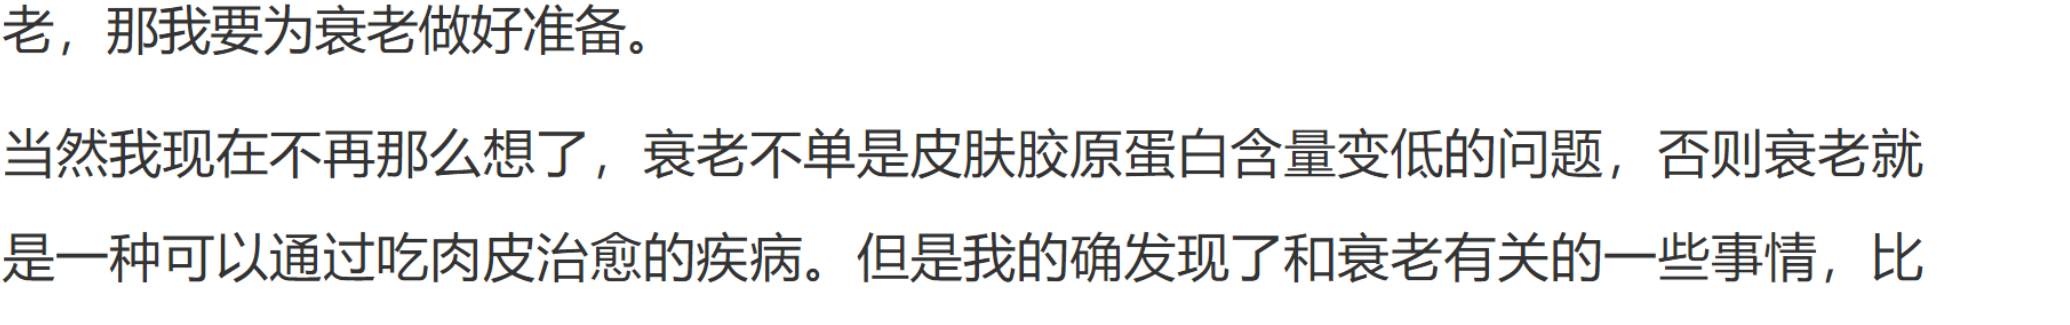 老，那我要为衰老做好准备。
当然我现在不再那么想了，衰老不单是皮肤胶原蛋白含量变低的问题，否则衰老就
是一种可以通过吃肉皮治愈的疾病。但是我的确发现了和衰老有关的一些事情，比